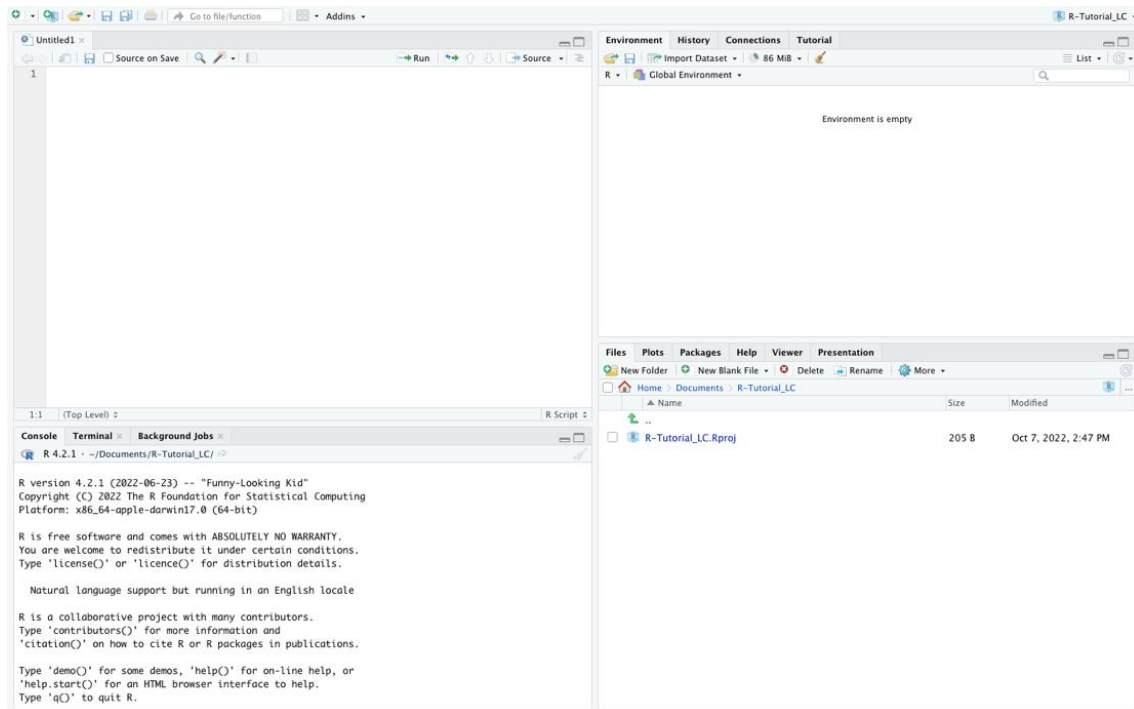 Go to file/function Addins R-Tutorial_LC
Untitled1
Source on Save Run Source
1
1:1 (Top Level) R Script
Console Terminal Background Jobs
R 4.2.1 · ~/Documents/R-Tutorial_LC/
R version 4.2.1 (2022-06-23) -- "Funny-Looking Kid"
Copyright (C) 2022 The R Foundation for Statistical Computing
Platform: x86_64-apple-darwin17.0 (64-bit)
R is free software and comes with ABSOLUTELY NO WARRANTY.
You are welcome to redistribute it under certain conditions.
Type 'license()' or 'licence()' for distribution details.
Natural language support but running in an English locale
R is a collaborative project with many contributors.
Type 'contributors()' for more information and
'citation()' on how to cite R or R packages in publications.
Type 'demo()' for some demos, 'help()' for on-line help, or
'help.start()' for an HTML browser interface to help.
Type 'q()' to quit R.
Environment History Connections Tutorial
Import Dataset 86 MiB List
R Global Environment
Environment is empty
Files Plots Packages Help Viewer Presentation
New Folder New Blank File Delete Rename More
Home Documents R-Tutorial_LC
Name Size Modified
..
R-Tutorial_LC.Rproj 205 B Oct 7, 2022, 2:47 PM